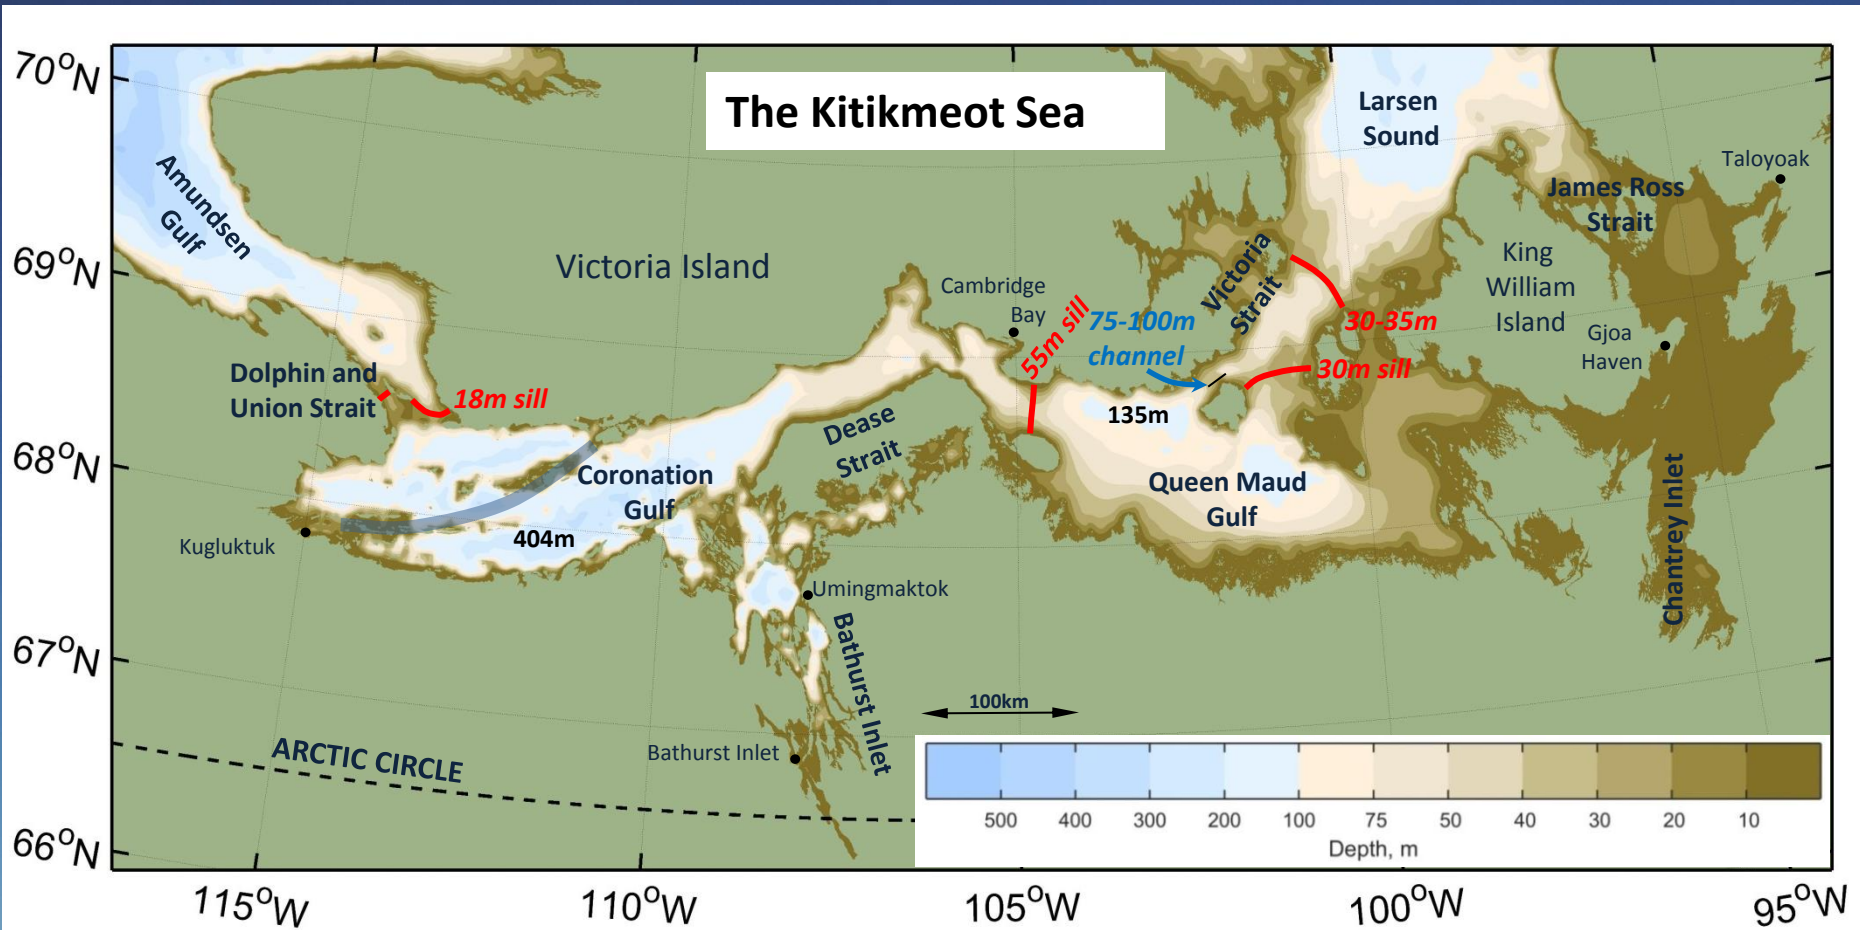 The Kitikmeot Sea
70°N
69°N
68°N
67°N
66°N
Larsen
Sound
Taloyoak
James Ross
Strait
Amundsen
Gulf
Victoria Island
King
William
Island
Victoria
Strait
Cambridge
Bay
55m sill
75-100m
channel
30-35m
Gjoa
Haven
Dolphin and
Union Strait
18m sill
30m sill
135m
Dease
Strait
Coronation
Gulf
Queen Maud
Gulf
404m
Kugluktuk
Chantrey Inlet
Umingmaktok
Bathurst Inlet
100km
ARCTIC CIRCLE
Bathurst Inlet
500 400 300 200 100 75 50 40 30 20 10
Depth, m
115°W 110°W 105°W 100°W 95°W